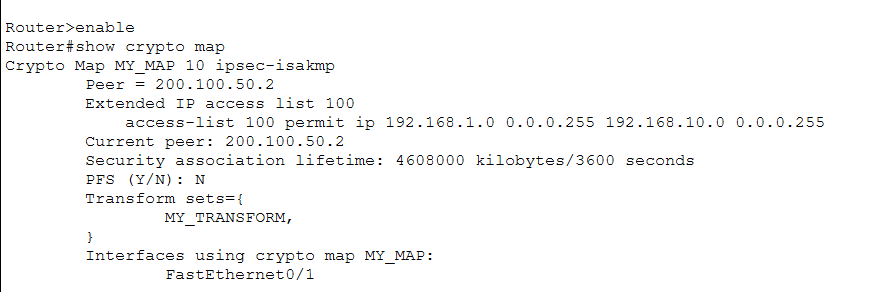 Router>enable
Router#show crypto map
Crypto Map MY_MAP 10 ipsec-isakmp
Peer = 200.100.50.2
Extended IP access list 100
access-list 100 permit ip 192.168.1.0 0.0.0.255 192.168.10.0 0.0.0.255
Current peer: 200.100.50.2
Security association lifetime: 4608000 kilobytes/3600 seconds
PFS (Y/N): N
Transform sets={
MY_TRANSFORM,
}
Interfaces using crypto map MY_MAP:
FastEthernet0/1